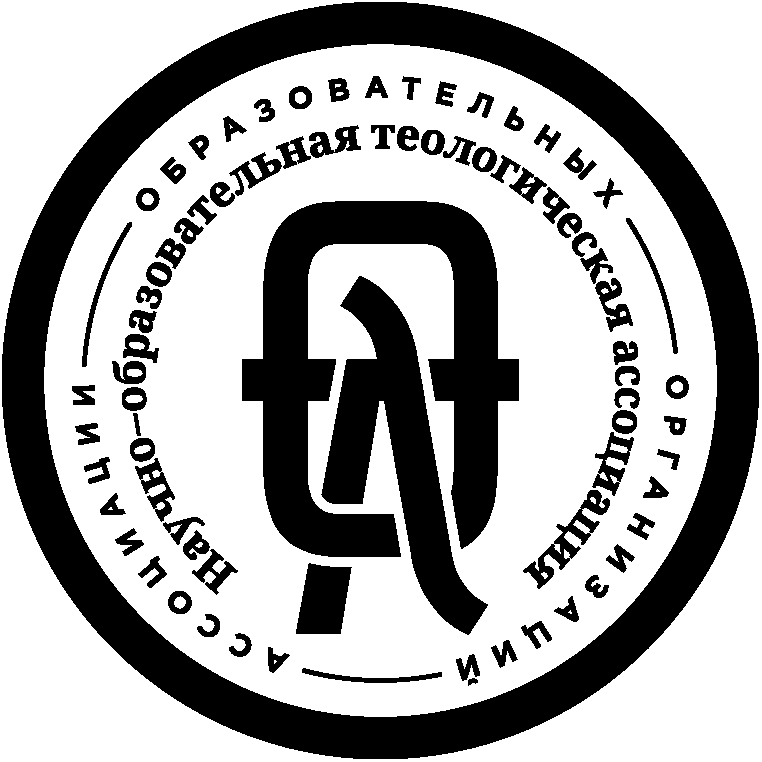 АССОЦИАЦИИ ОБРАЗОВАТЕЛЬНЫХ ОРГАНИЗАЦИЙ
Научно–образовательная теологическая ассоциация